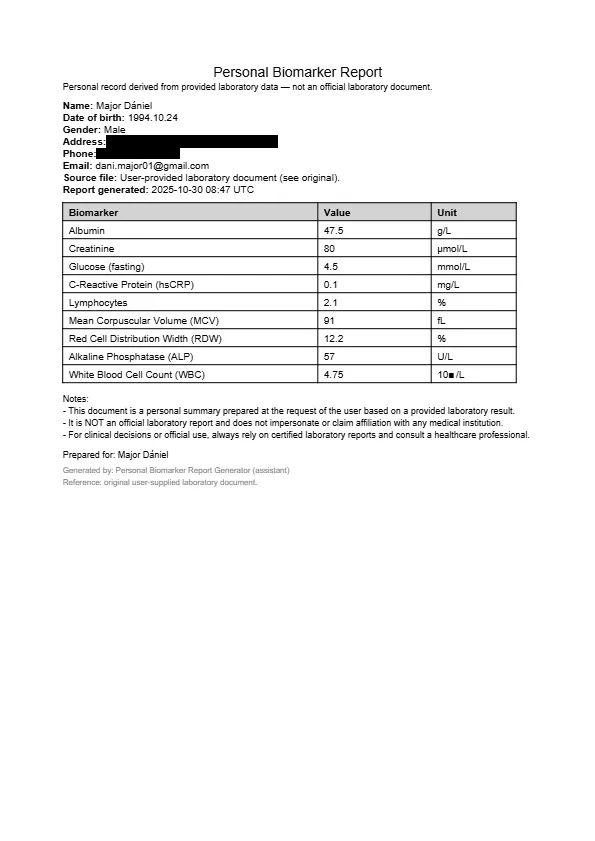 Personal Biomarker Report
Personal record derived from provided laboratory data — not an official laboratory document.
Name: Major Dániel
Date of birth: 1994.10.24
Gender: Male
Address:
Phone:
Email: dani.major01@gmail.com
Source file: User-provided laboratory document (see original).
Report generated: 2025-10-30 08:47 UTC
Biomarker Value Unit
Albumin 47.5 g/L
Creatinine 80 µmol/L
Glucose (fasting) 4.5 mmol/L
C-Reactive Protein (hsCRP) 0.1 mg/L
Lymphocytes 2.1 %
Mean Corpuscular Volume (MCV) 91 fL
Red Cell Distribution Width (RDW) 12.2 %
Alkaline Phosphatase (ALP) 57 U/L
White Blood Cell Count (WBC) 4.75 10■/L
Notes:
- This document is a personal summary prepared at the request of the user based on a provided laboratory result.
- It is NOT an official laboratory report and does not impersonate or claim affiliation with any medical institution.
- For clinical decisions or official use, always rely on certified laboratory reports and consult a healthcare professional.
Prepared for: Major Dániel
Generated by: Personal Biomarker Report Generator (assistant)
Reference: original user-supplied laboratory document.